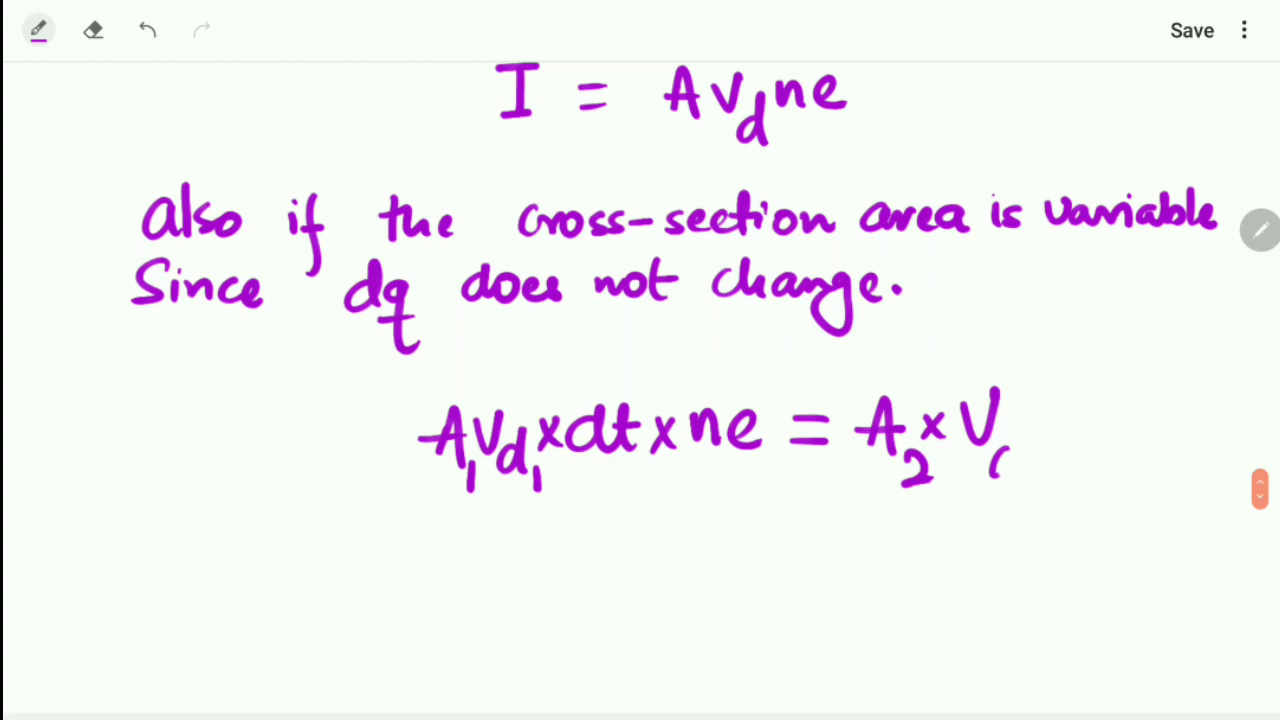 Save
I = Av_d ne
also if the cross-section area is variable
Since dq does not change.
A₁v_d₁ × dt × ne = A₂ × V